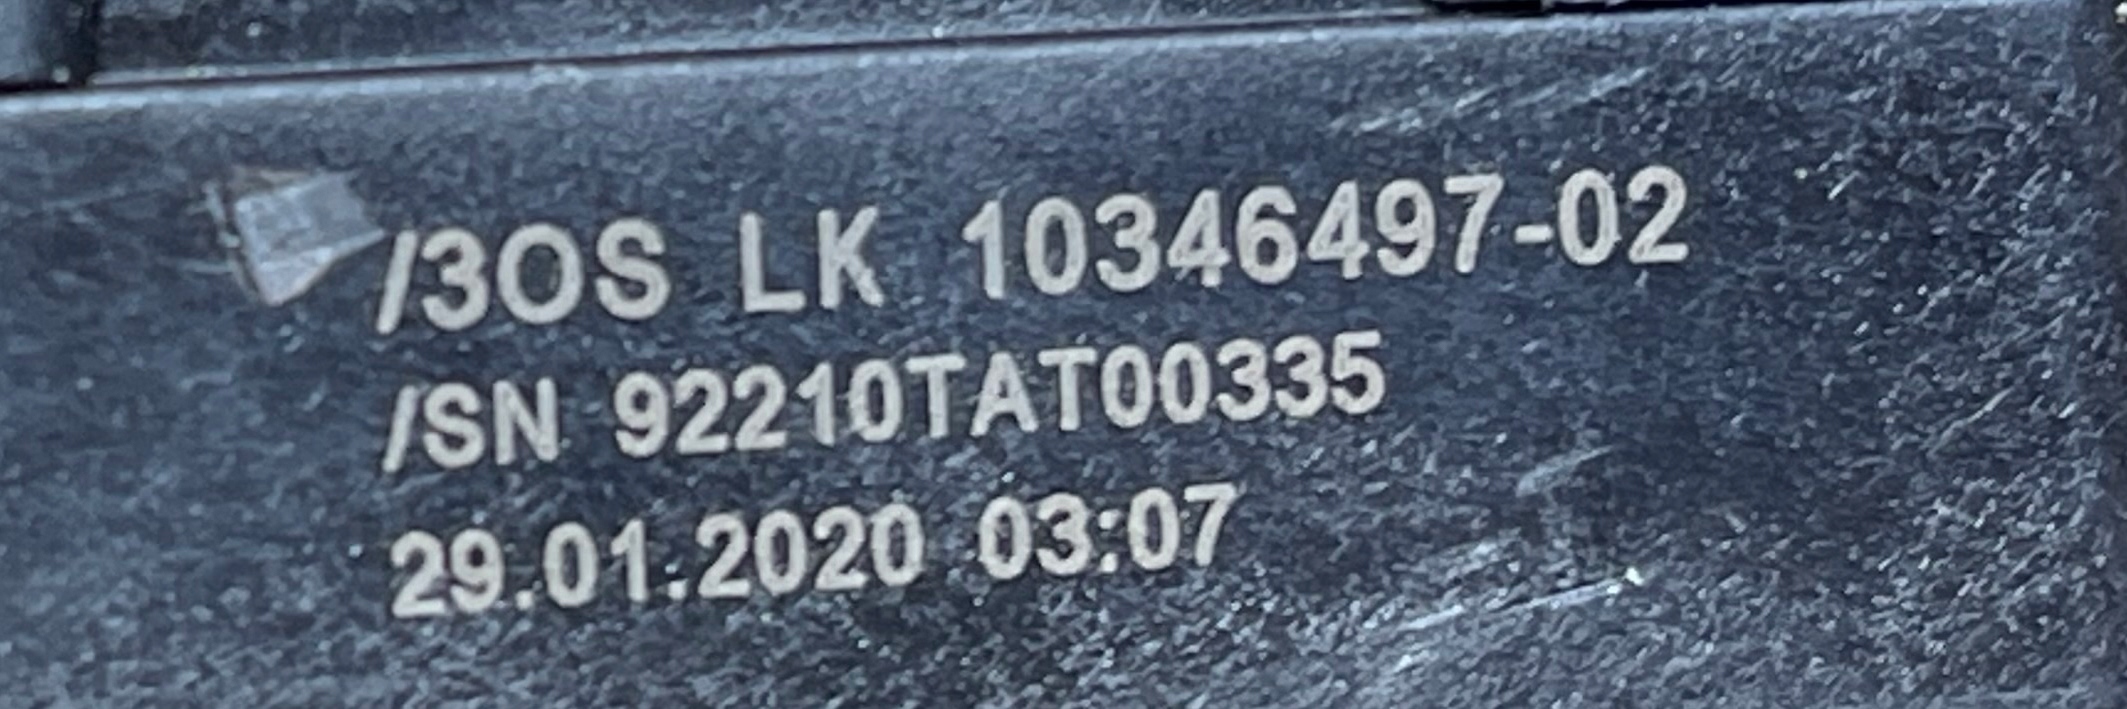 /3OS LK 10346497-02
/SN 92210TAT00335
29.01.2020 03:07